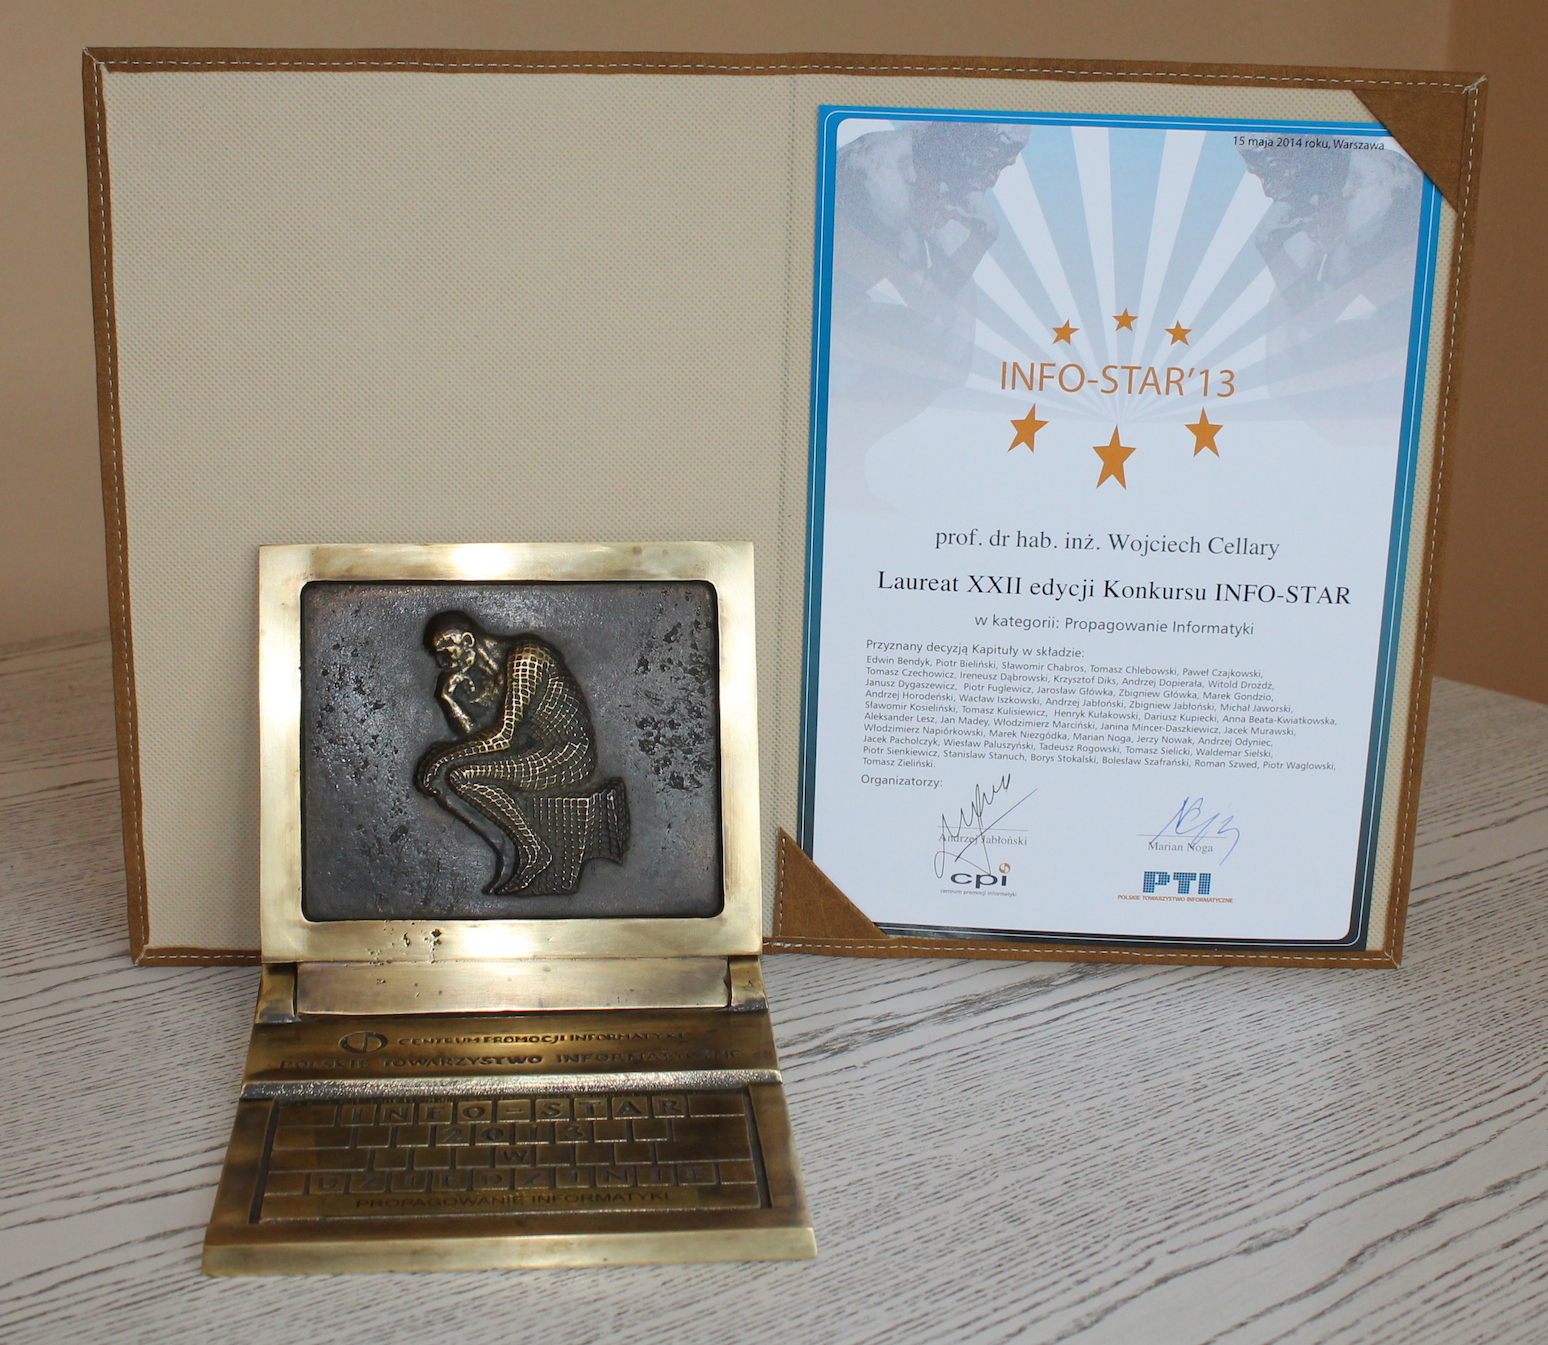 15 maja 2014 roku, Warszawa
INFO-STAR'13
prof. dr hab. inż. Wojciech Cellary
Laureat XXII edycji Konkursu INFO-STAR
w kategorii: Propagowanie Informatyki
Przyznany decyzją Kapituły w składzie:
Edwin Bendyk, Piotr Bieliński, Sławomir Chabros, Tomasz Chlebowski, Paweł Czajkowski,
Tomasz Czechowicz, Ireneusz Dąbrowski, Krzysztof Diks, Andrzej Dopierała, Witold Drożdż,
Janusz Dygaszewicz, Piotr Fuglewicz, Jarosław Główka, Zbigniew Główka, Marek Gondzio,
Andrzej Horodeński, Wacław Iszkowski, Andrzej Jabłoński, Zbigniew Jabłoński, Michał Jaworski,
Sławomir Kosieliński, Tomasz Kulisiewicz, Henryk Kułakowski, Dariusz Kupiecki, Anna Beata-Kwiatkowska,
Aleksander Lesz, Jan Madey, Włodzimierz Marciński, Janina Mincer-Daszkiewicz, Jacek Murawski,
Włodzimierz Napiórkowski, Marek Niezgódka, Marian Noga, Jerzy Nowak, Andrzej Odyniec,
Jacek Pacholczyk, Wiesław Paluszyński, Tadeusz Rogowski, Tomasz Sielicki, Waldemar Sielski,
Piotr Sienkiewicz, Stanislaw Stanuch, Borys Stokalski, Bolesław Szafrański, Roman Szwed, Piotr Waglowski,
Tomasz Zieliński.
Organizatorzy:
Andrzej Jabłoński
Marian Noga
cpi
centrum promocji informatyki
PTI
POLSKIE TOWARZYSTWO INFORMATYCZNE
CENTRUM PROMOCJI INFORMATYKI
POLSKIE TOWARZYSTWO INFORMATYCZNE
INFO-STAR
2013
W
DZIEDZINIE
PROPAGOWANIE INFORMATYKI